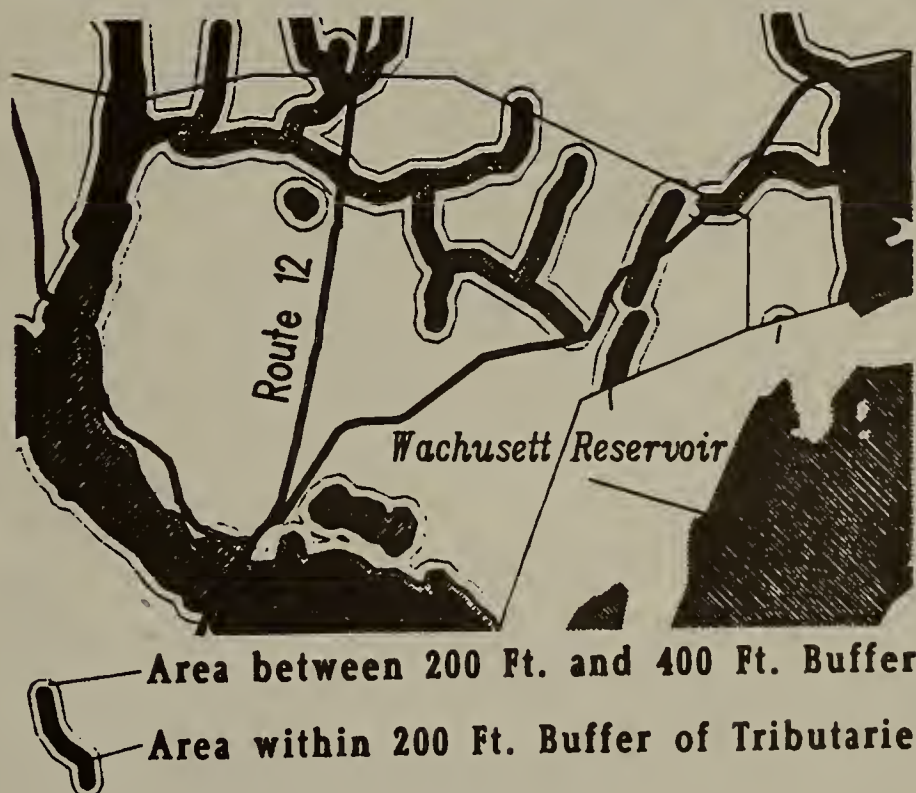 Route 12
Wachusett Reservoir
Area between 200 Ft. and 400 Ft. Buffer
Area within 200 Ft. Buffer of Tributarie